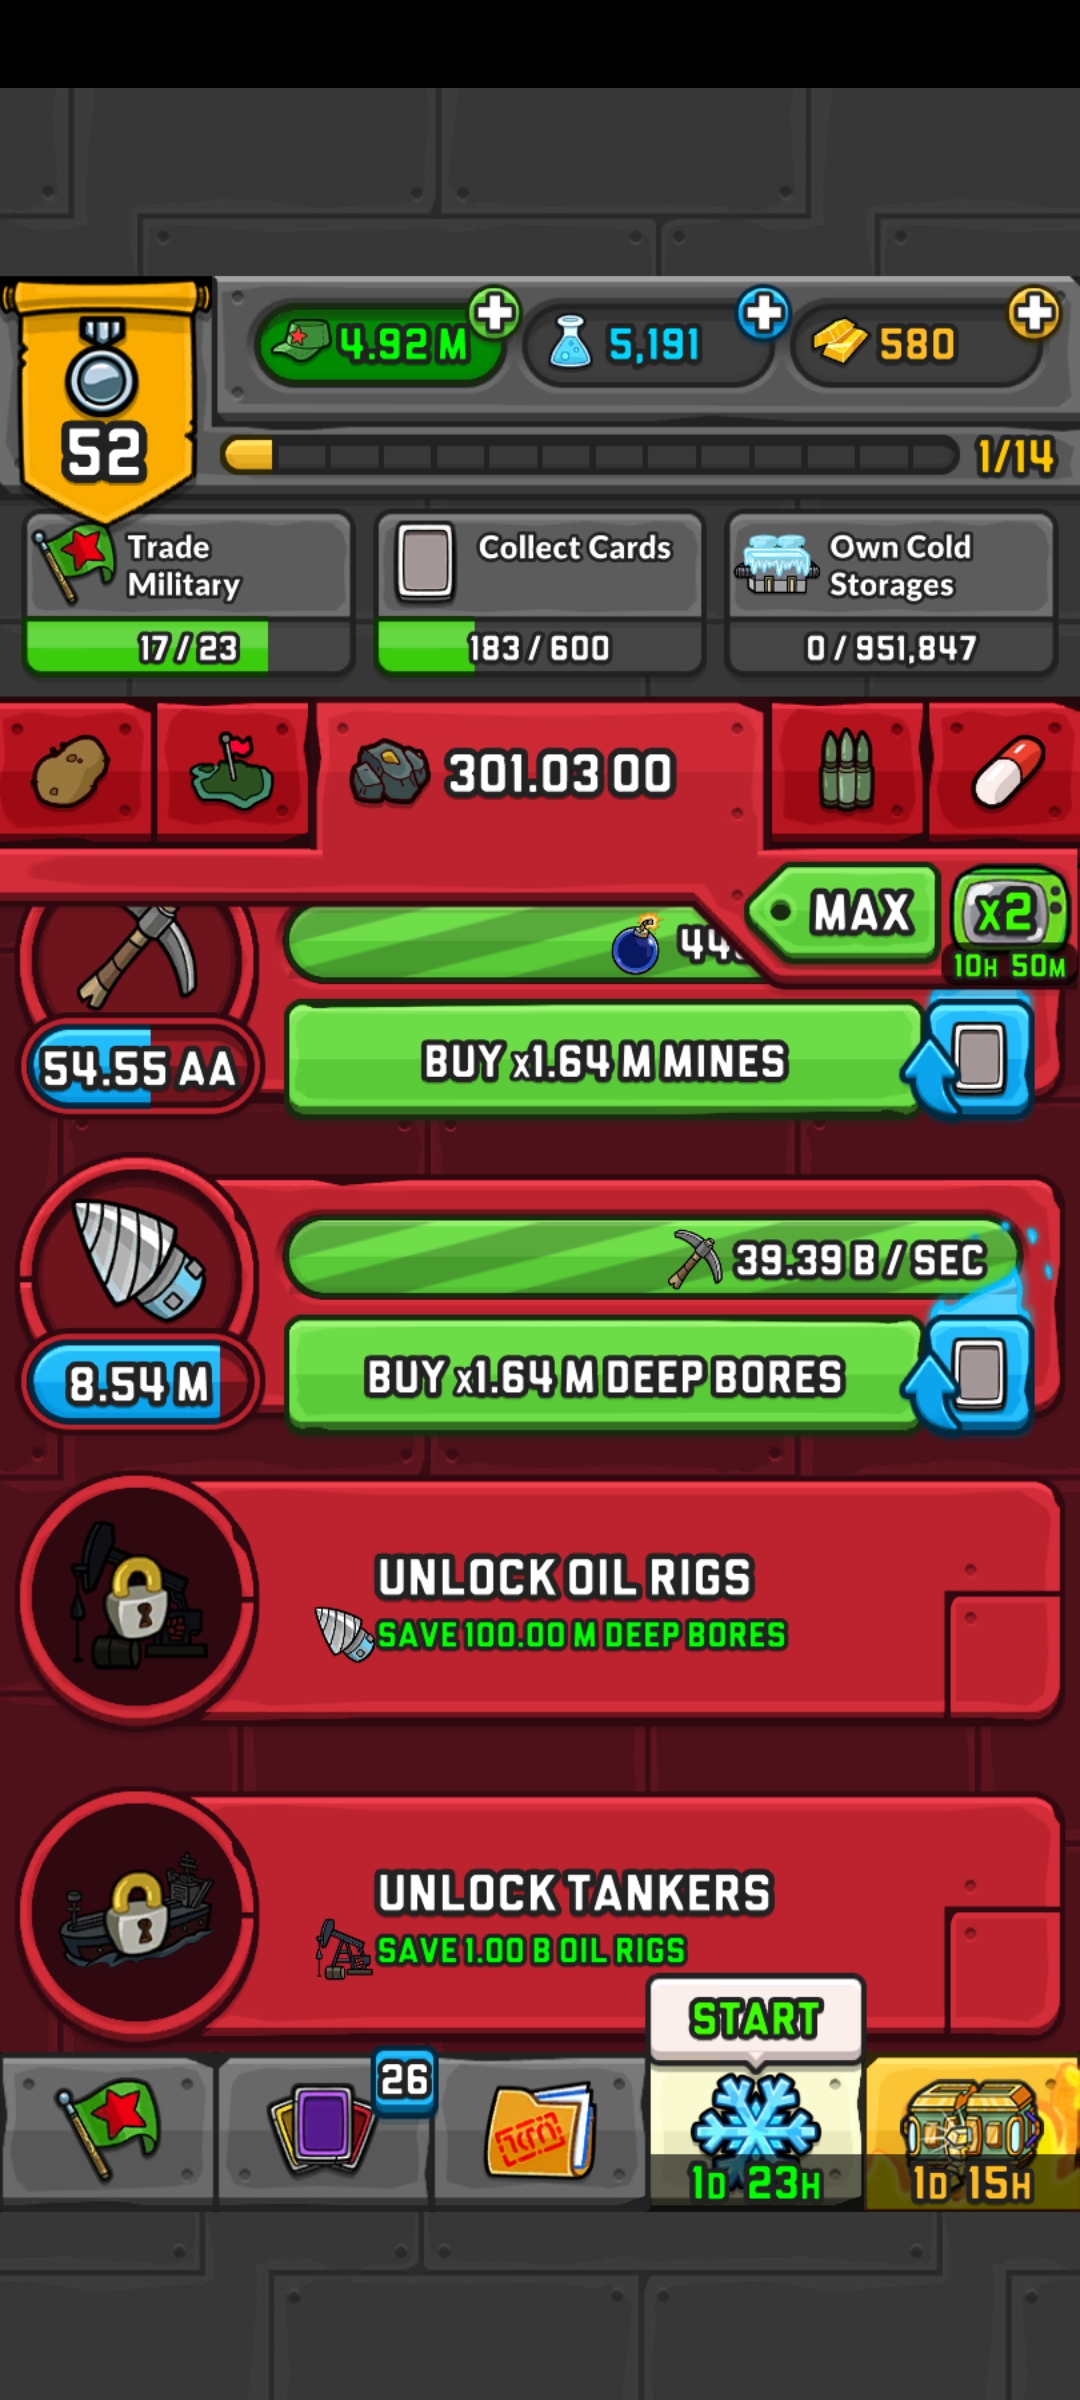 4.92 M
5,191
580
52
1/14
Trade
Military
17/23
Collect Cards
183/600
Own Cold
Storages
0/951,847
301.03 OO
MAX
x2
10H 50M
54.55 AA
BUY x1.64 M MINES
39.39 B / SEC
8.54 M
BUY x1.64 M DEEP BORES
UNLOCK OIL RIGS
SAVE 100.00 M DEEP BORES
UNLOCK TANKERS
SAVE 1.00 B OIL RIGS
START
26
1D 23H
1D 15H